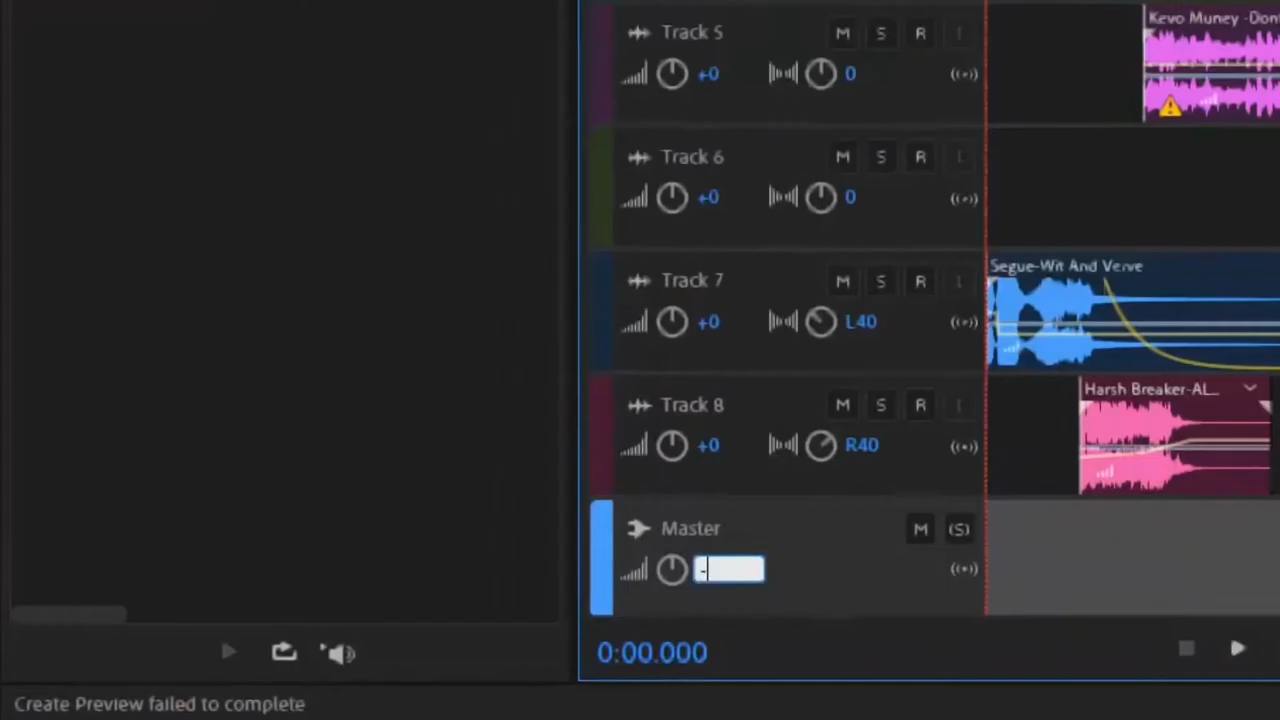 Track 5 M S R I
Kevo Muney -Don
+0 0
Track 6 M S R I
+0 0
Track 7 M S R I
Segue-Wit And Verve
+0 L40
Track 8 M S R I
Harsh Breaker-AL...
+0 R40
Master M (S)
-
0:00.000
Create Preview failed to complete